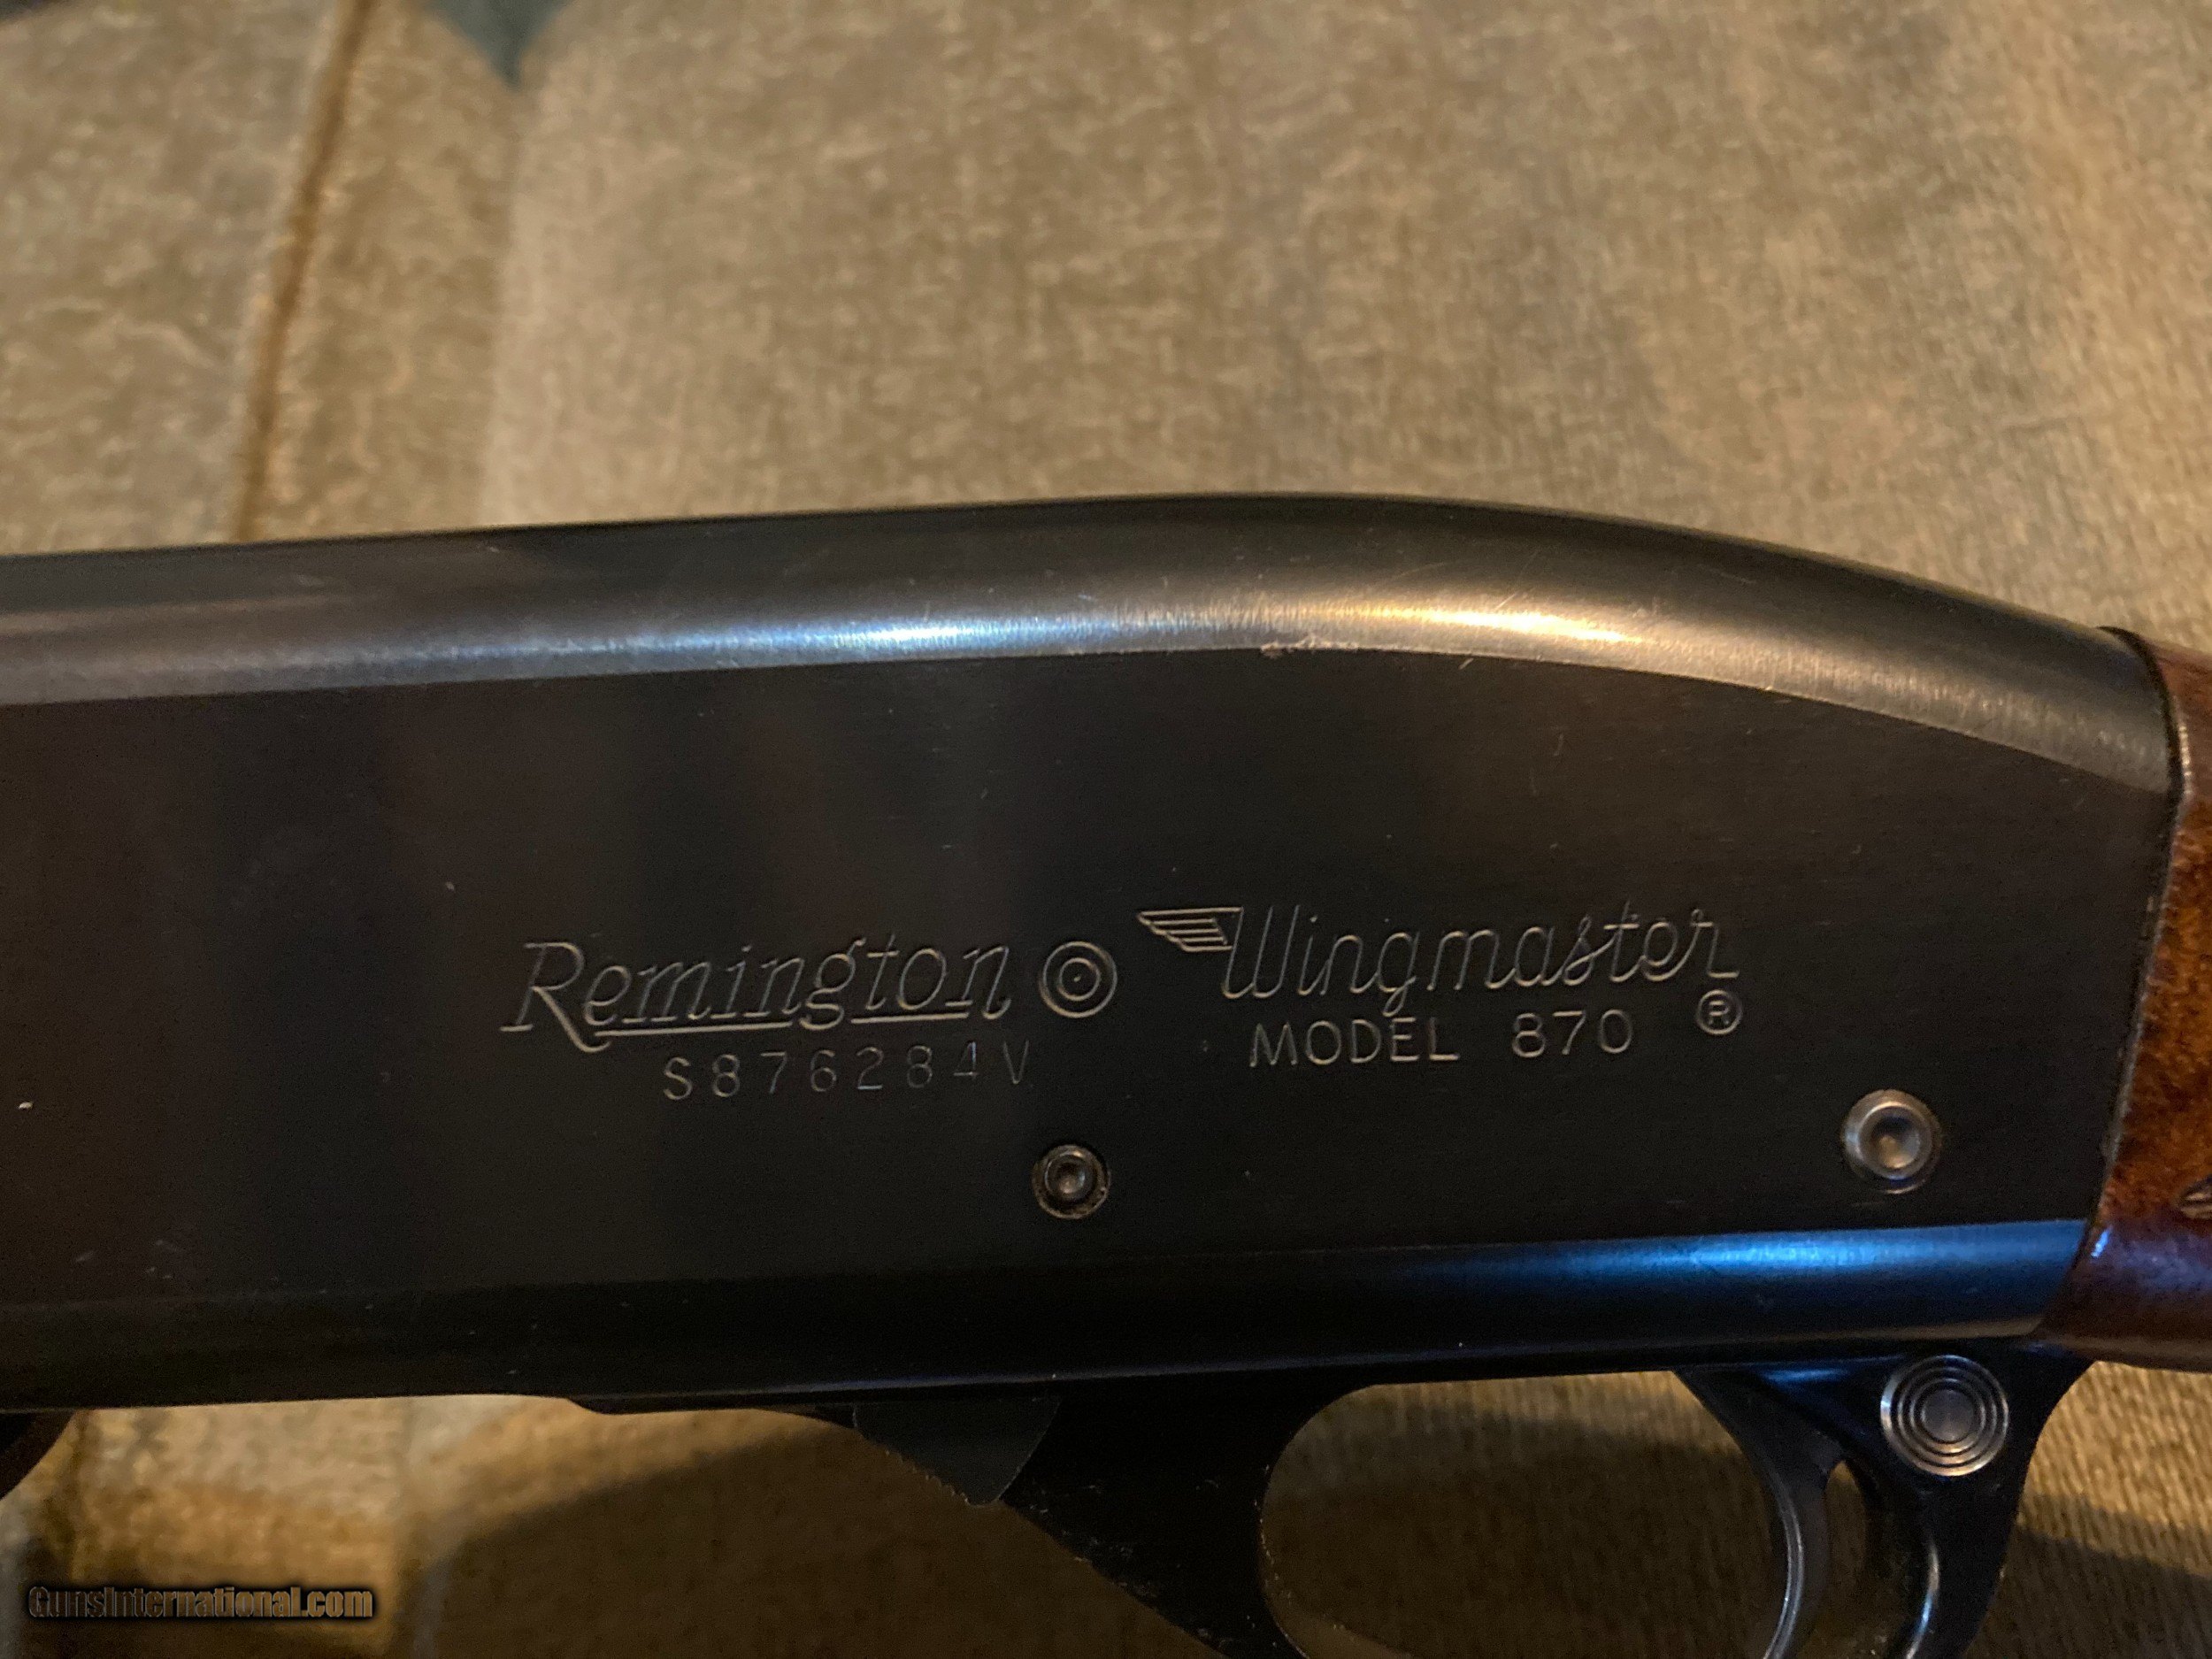 Remington Wingmaster
S876284V MODEL 870 ®
GunsInternational.com